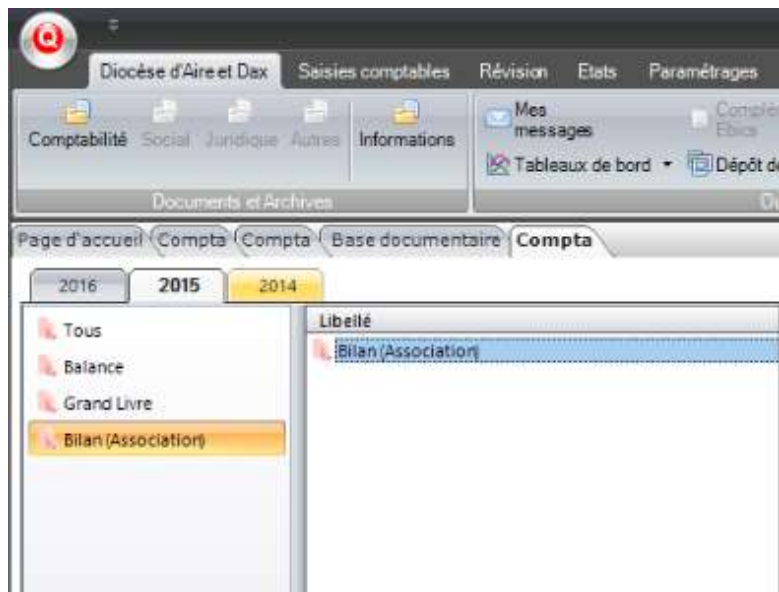 Q
Diocèse d'Aire et Dax Saisies comptables Révision Etats Paramétrages
Comptabilité Social Juridique Autres Informations
Mes messages
Tableaux de bord Dépôt de
Documents et Archives
Page d'accueil Compta Compta Base documentaire Compta
2016 2015 2014
Tous
Balance
Grand Livre
Bilan (Association)
Libellé
Bilan (Association)